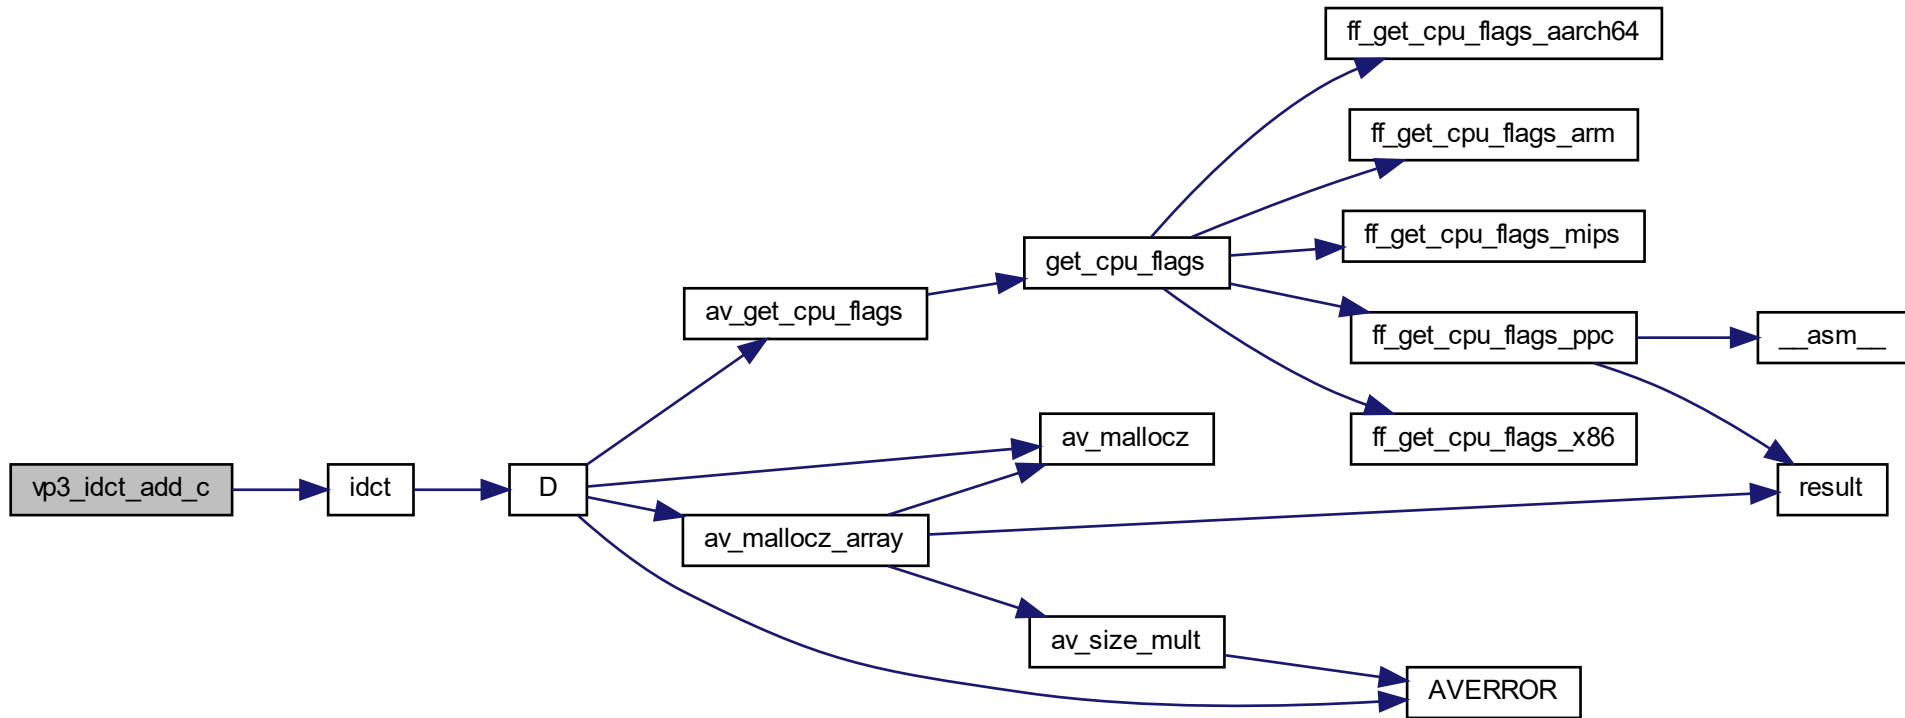 ff_get_cpu_flags_aarch64
ff_get_cpu_flags_arm
ff_get_cpu_flags_mips
get_cpu_flags
av_get_cpu_flags
ff_get_cpu_flags_ppc
__asm__
ff_get_cpu_flags_x86
av_mallocz
vp3_idct_add_c
idct
D
result
av_mallocz_array
av_size_mult
AVERROR